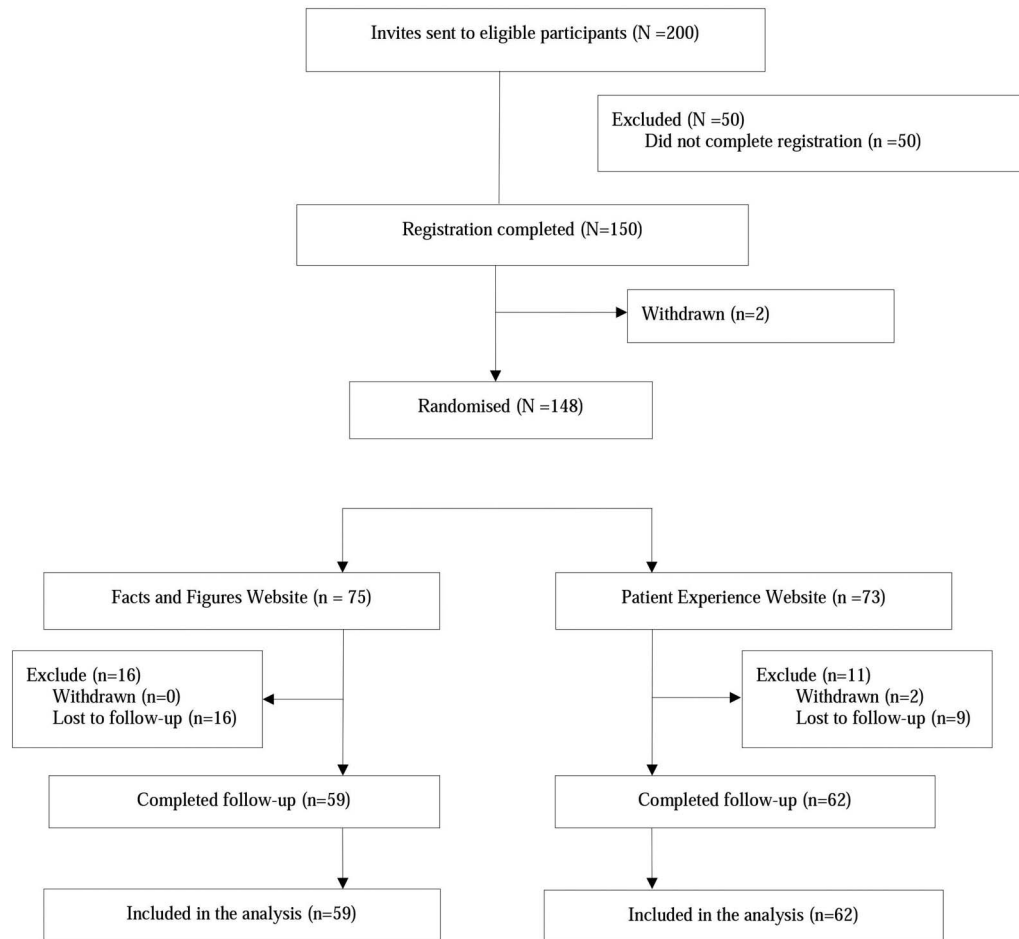 Invites sent to eligible participants (N =200)
Excluded (N =50)
Did not complete registration (n =50)
Registration completed (N=150)
Withdrawn (n=2)
Randomised (N =148)
Facts and Figures Website (n = 75)
Patient Experience Website (n =73)
Exclude (n=16)
Withdrawn (n=0)
Lost to follow-up (n=16)
Exclude (n=11)
Withdrawn (n=2)
Lost to follow-up (n=9)
Completed follow-up (n=59)
Completed follow-up (n=62)
Included in the analysis (n=59)
Included in the analysis (n=62)